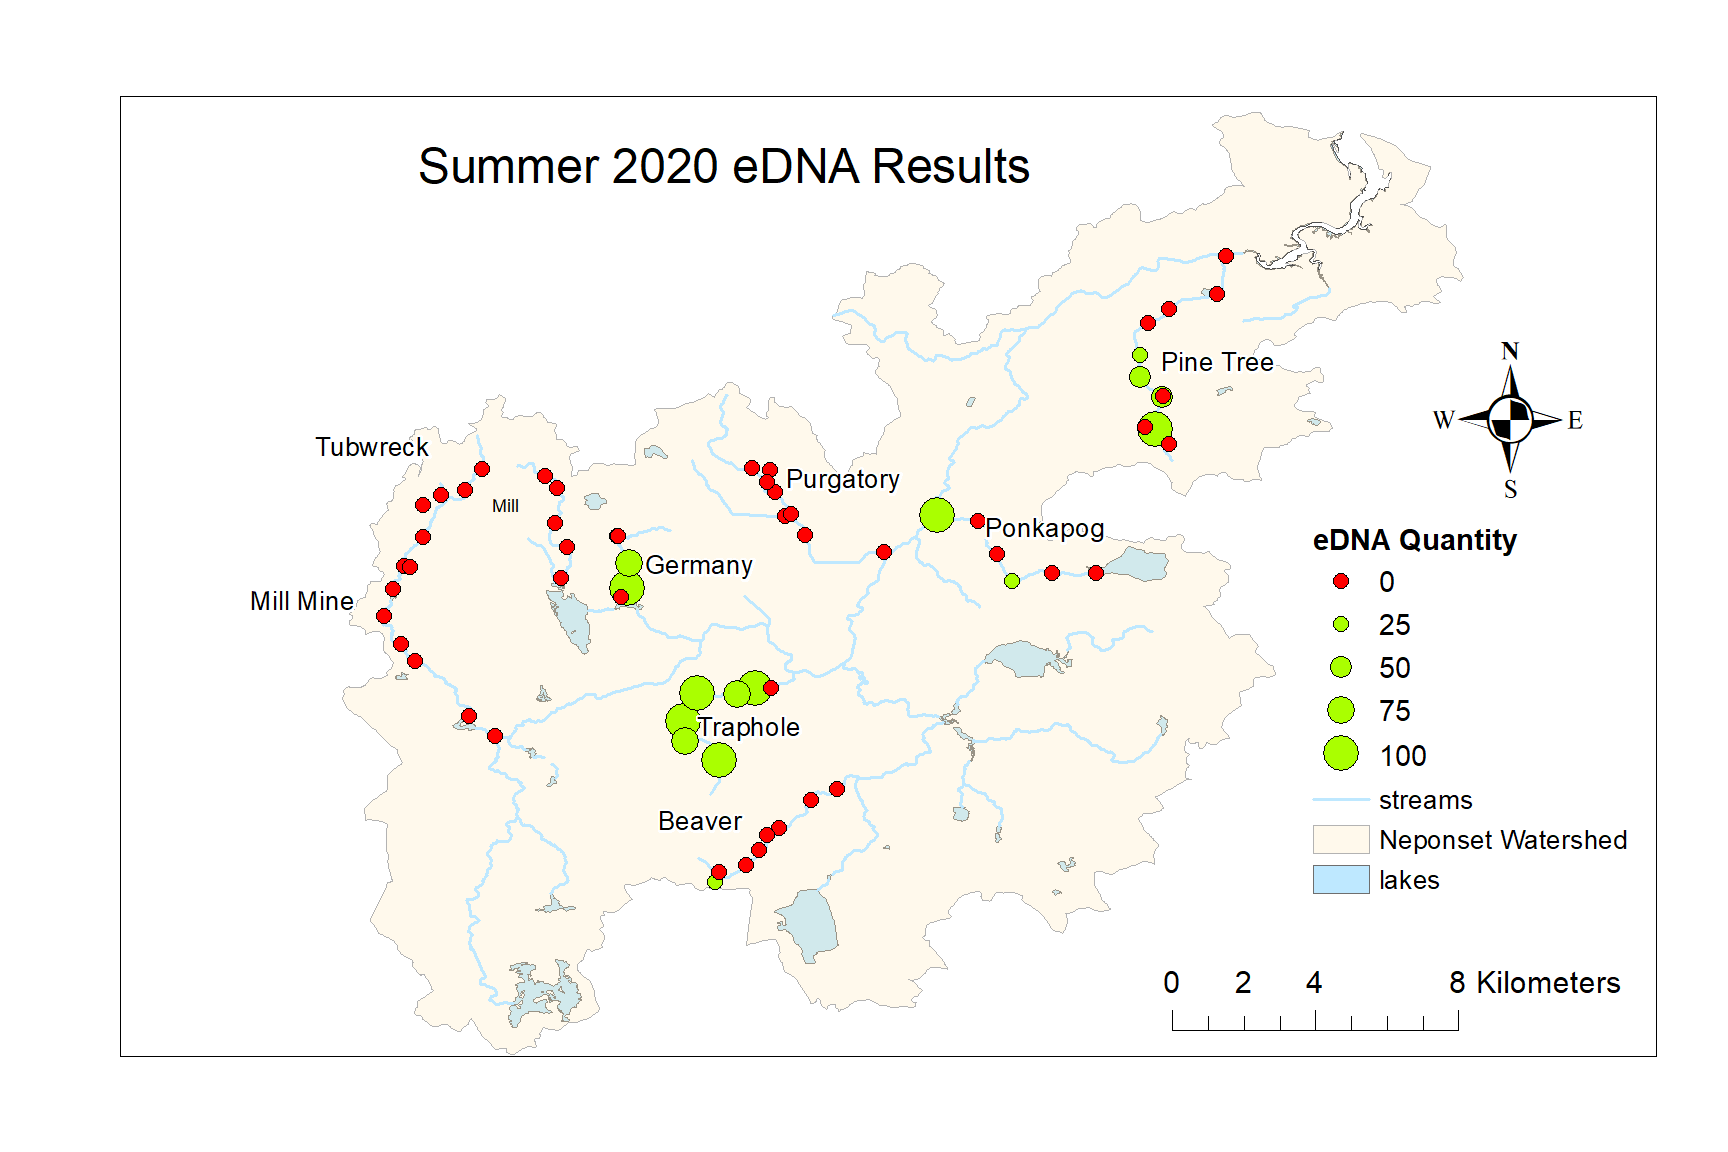 Summer 2020 eDNA Results
Pine Tree
N
W
E
S
Tubwreck
Purgatory
Mill
Ponkapog
Germany
Mill Mine
Traphole
Beaver
eDNA Quantity
0
25
50
75
100
streams
Neponset Watershed
lakes
0 2 4 8 Kilometers